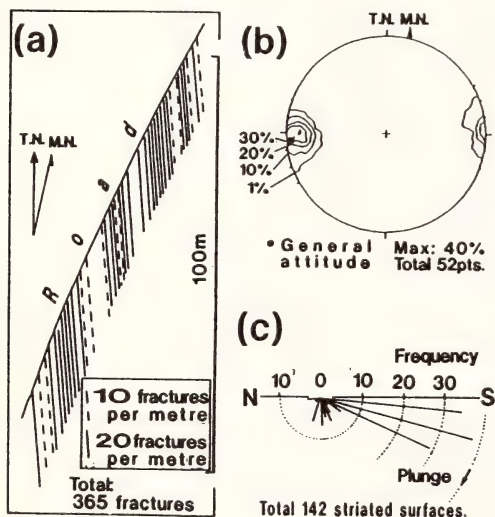 (a)
T.N. M.N.
R o a d
100m
10 fractures
per metre
20 fractures
per metre
Total:
365 fractures
(b)
T.N. M.N.
30%
20%
10%
1%
General
attitude
Max: 40%
Total 52pts.
(c)
Frequency
N 10 0 10 20 30 S
Plunge
Total 142 striated surfaces.